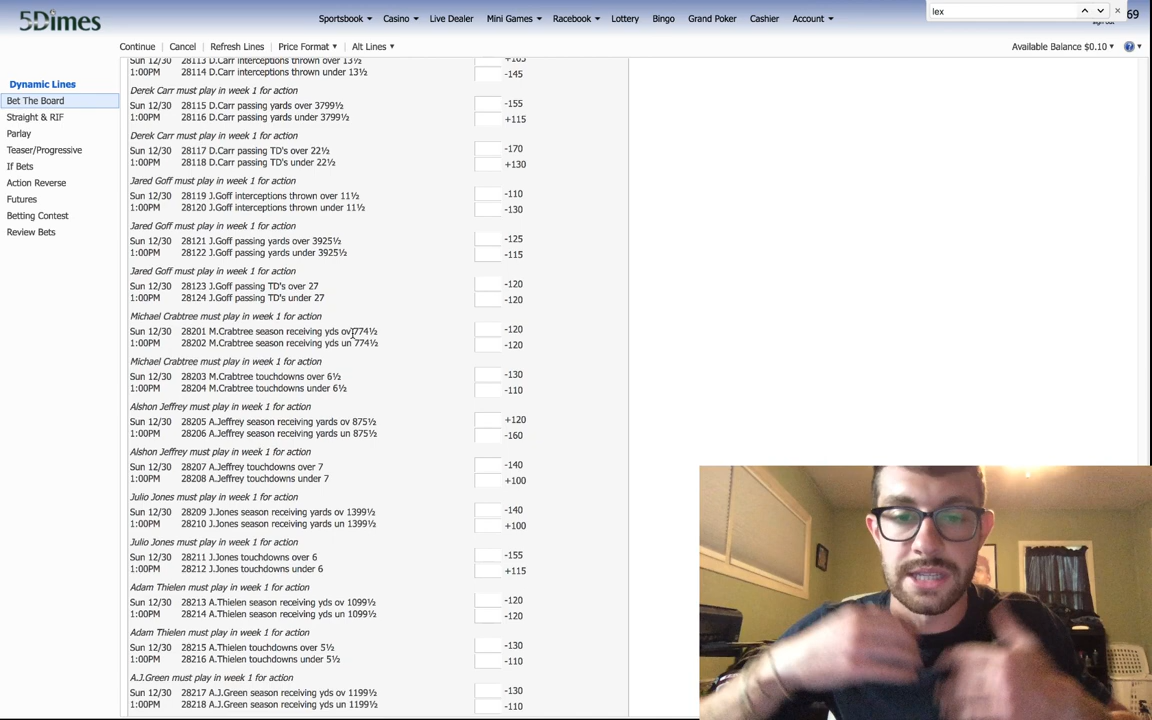 5Dimes
Sportsbook
Casino
Live Dealer
Mini Games
Racebook
Lottery
Bingo
Grand Poker
Cashier
Account
lex
69
Continue
Cancel
Refresh Lines
Price Format
Alt Lines
Available Balance $0.10
Dynamic Lines
Bet The Board
Straight & RIF
Parlay
Teaser/Progressive
If Bets
Action Reverse
Futures
Betting Contest
Review Bets
Sun 12/30 28113 D.Carr interceptions thrown over 13½ +105
1:00PM 28114 D.Carr interceptions thrown under 13½ -145
Derek Carr must play in week 1 for action
Sun 12/30 28115 D.Carr passing yards over 3799½ -155
1:00PM 28116 D.Carr passing yards under 3799½ +115
Derek Carr must play in week 1 for action
Sun 12/30 28117 D.Carr passing TD's over 22½ -170
1:00PM 28118 D.Carr passing TD's under 22½ +130
Jared Goff must play in week 1 for action
Sun 12/30 28119 J.Goff interceptions thrown over 11½ -110
1:00PM 28120 J.Goff interceptions thrown under 11½ -130
Jared Goff must play in week 1 for action
Sun 12/30 28121 J.Goff passing yards over 3925½ -125
1:00PM 28122 J.Goff passing yards under 3925½ -115
Jared Goff must play in week 1 for action
Sun 12/30 28123 J.Goff passing TD's over 27 -120
1:00PM 28124 J.Goff passing TD's under 27 -120
Michael Crabtree must play in week 1 for action
Sun 12/30 28201 M.Crabtree season receiving yds ov 774½ -120
1:00PM 28202 M.Crabtree season receiving yds un 774½ -120
Michael Crabtree must play in week 1 for action
Sun 12/30 28203 M.Crabtree touchdowns over 6½ -130
1:00PM 28204 M.Crabtree touchdowns under 6½ -110
Alshon Jeffrey must play in week 1 for action
Sun 12/30 28205 A.Jeffrey season receiving yards ov 875½ +120
1:00PM 28206 A.Jeffrey season receiving yards un 875½ -160
Alshon Jeffrey must play in week 1 for action
Sun 12/30 28207 A.Jeffrey touchdowns over 7 -140
1:00PM 28208 A.Jeffrey touchdowns under 7 +100
Julio Jones must play in week 1 for action
Sun 12/30 28209 J.Jones season receiving yards ov 1399½ -140
1:00PM 28210 J.Jones season receiving yards un 1399½ +100
Julio Jones must play in week 1 for action
Sun 12/30 28211 J.Jones touchdowns over 6 -155
1:00PM 28212 J.Jones touchdowns under 6 +115
Adam Thielen must play in week 1 for action
Sun 12/30 28213 A.Thielen season receiving yds ov 1099½ -120
1:00PM 28214 A.Thielen season receiving yds un 1099½ -120
Adam Thielen must play in week 1 for action
Sun 12/30 28215 A.Thielen touchdowns over 5½ -130
1:00PM 28216 A.Thielen touchdowns under 5½ -110
A.J.Green must play in week 1 for action
Sun 12/30 28217 A.J.Green season receiving yds ov 1199½ -130
1:00PM 28218 A.J.Green season receiving yds un 1199½ -110